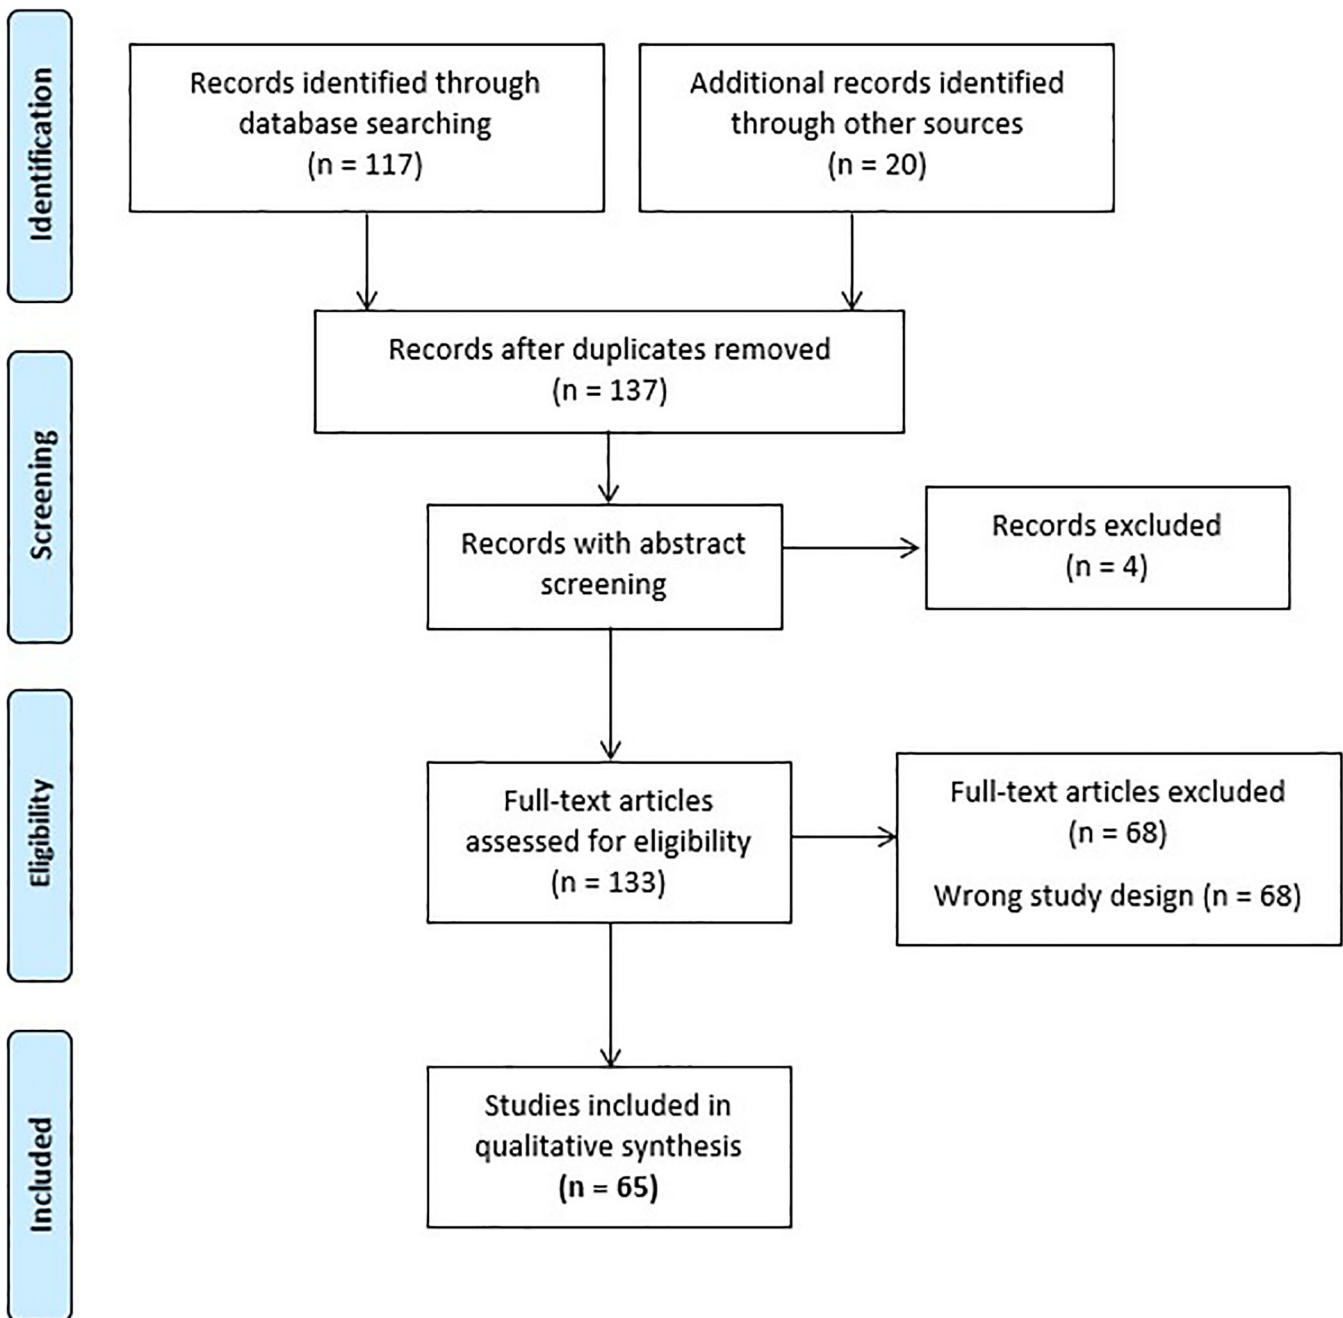 Identification
Records identified through
database searching
(n = 117)
Additional records identified
through other sources
(n = 20)
Records after duplicates removed
(n = 137)
Screening
Records with abstract
screening
Records excluded
(n = 4)
Eligibility
Full-text articles
assessed for eligibility
(n = 133)
Full-text articles excluded
(n = 68)
Wrong study design (n = 68)
Included
Studies included in
qualitative synthesis
(n = 65)